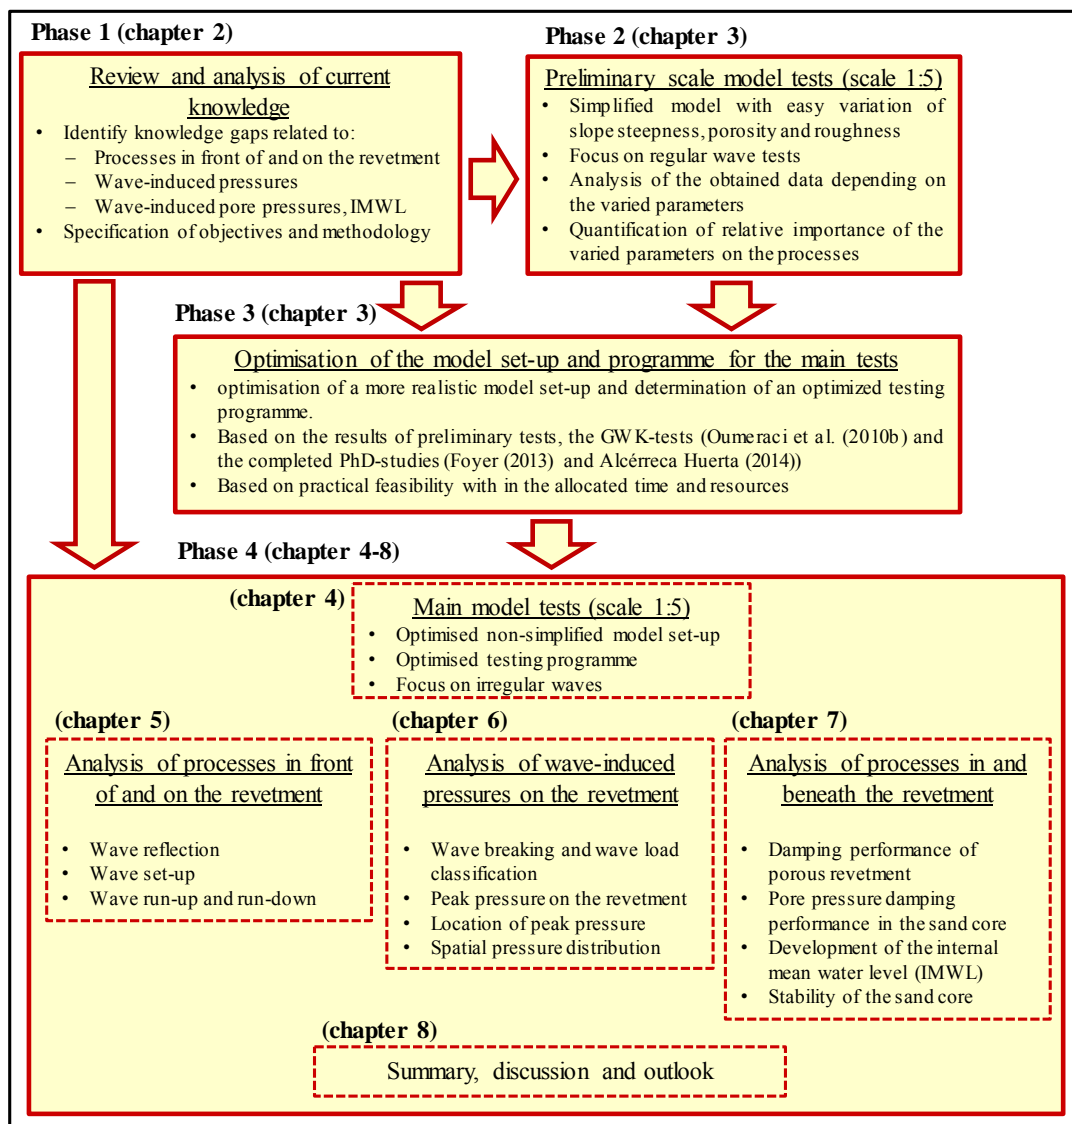 Phase 1 (chapter 2)
Review and analysis of current
knowledge
• Identify knowledge gaps related to:
– Processes in front of and on the revetment
– Wave-induced pressures
– Wave-induced pore pressures, IMWL
• Specification of objectives and methodology
Phase 2 (chapter 3)
Preliminary scale model tests (scale 1:5)
• Simplified model with easy variation of
slope steepness, porosity and roughness
• Focus on regular wave tests
• Analysis of the obtained data depending on
the varied parameters
• Quantification of relative importance of the
varied parameters on the processes
Phase 3 (chapter 3)
Optimisation of the model set-up and programme for the main tests
• optimisation of a more realistic model set-up and determination of an optimized testing
programme.
• Based on the results of preliminary tests, the GWK-tests (Oumeraci et al. (2010b) and
the completed PhD-studies (Foyer (2013) and Alcérreca Huerta (2014))
• Based on practical feasibility with in the allocated time and resources
Phase 4 (chapter 4-8)
(chapter 4)
Main model tests (scale 1:5)
• Optimised non-simplified model set-up
• Optimised testing programme
• Focus on irregular waves
(chapter 5)
Analysis of processes in front
of and on the revetment
• Wave reflection
• Wave set-up
• Wave run-up and run-down
(chapter 6)
Analysis of wave-induced
pressures on the revetment
• Wave breaking and wave load
classification
• Peak pressure on the revetment
• Location of peak pressure
• Spatial pressure distribution
(chapter 7)
Analysis of processes in and
beneath the revetment
• Damping performance of
porous revetment
• Pore pressure damping
performance in the sand core
• Development of the internal
mean water level (IMWL)
• Stability of the sand core
(chapter 8)
Summary, discussion and outlook